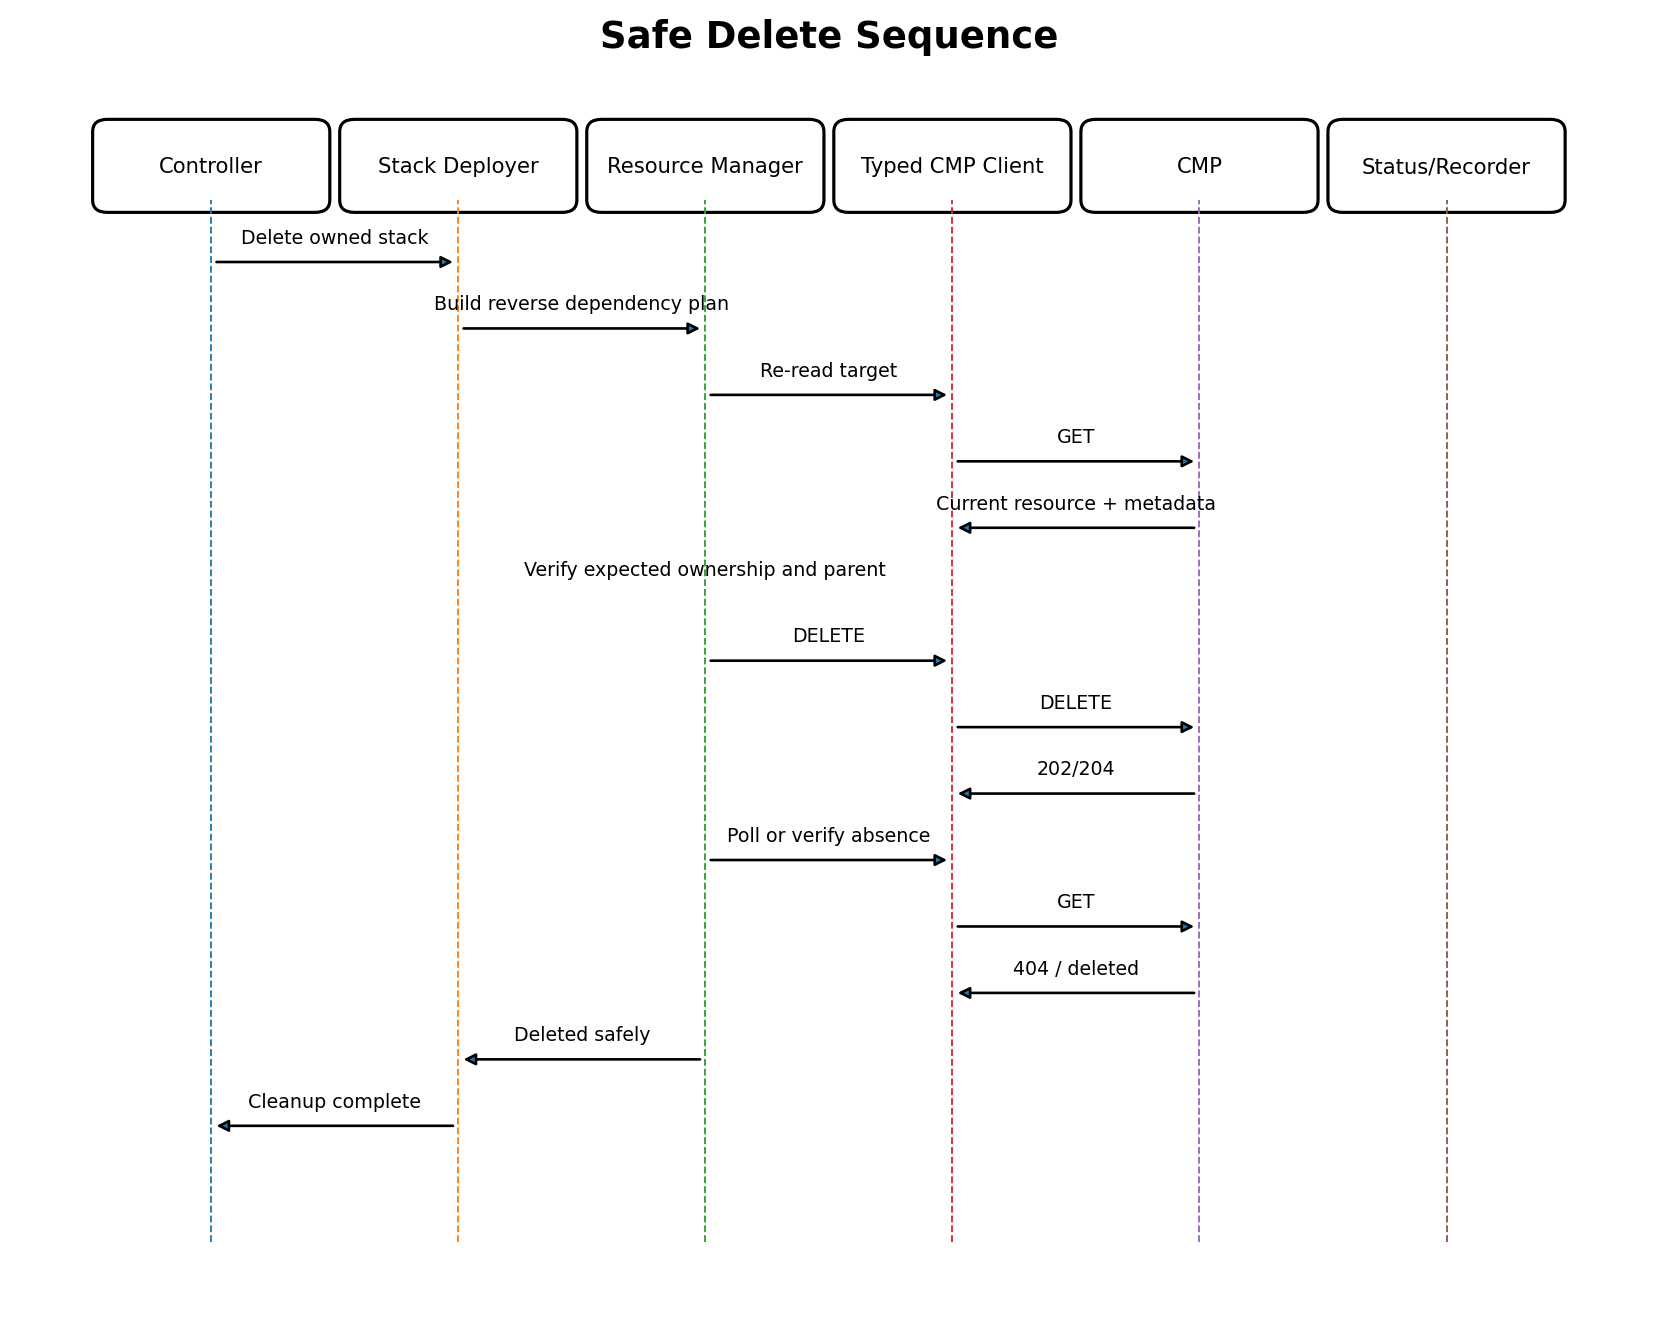 Safe Delete Sequence
Controller
Stack Deployer
Resource Manager
Typed CMP Client
CMP
Status/Recorder
Delete owned stack
Build reverse dependency plan
Re-read target
GET
Current resource + metadata
Verify expected ownership and parent
DELETE
DELETE
202/204
Poll or verify absence
GET
404 / deleted
Deleted safely
Cleanup complete